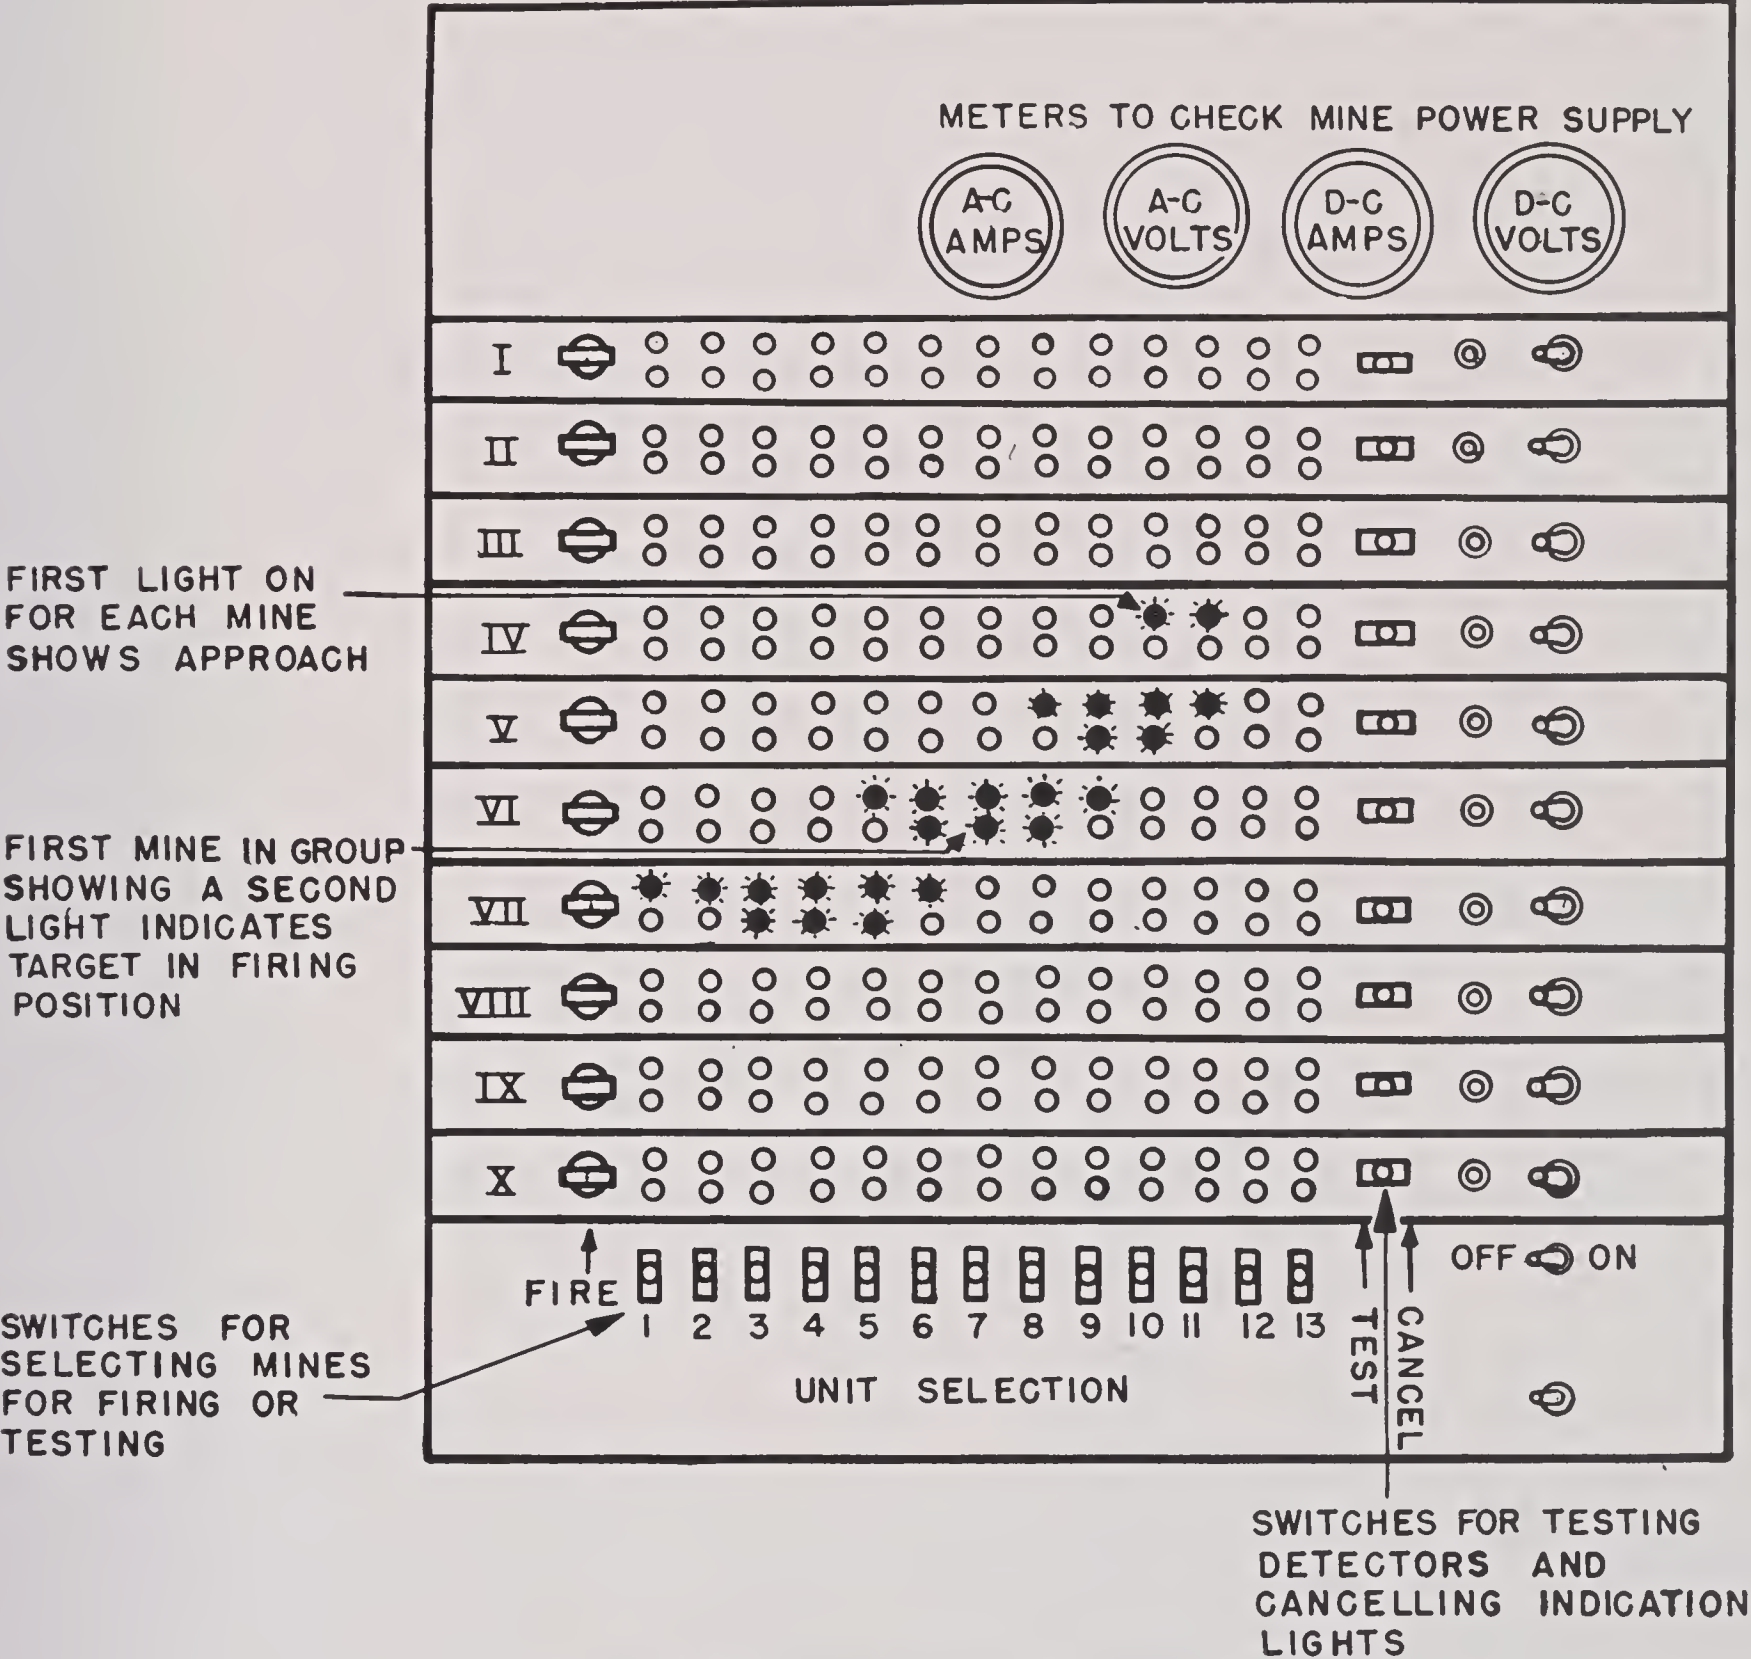 METERS TO CHECK MINE POWER SUPPLY
A-C AMPS
A-C VOLTS
D-C AMPS
D-C VOLTS
I
II
III
FIRST LIGHT ON
FOR EACH MINE
SHOWS APPROACH
IV
V
VI
FIRST MINE IN GROUP
SHOWING A SECOND
LIGHT INDICATES
TARGET IN FIRING
POSITION
VII
VIII
IX
X
FIRE
OFF ON
SWITCHES FOR
SELECTING MINES
FOR FIRING OR
TESTING
1 2 3 4 5 6 7 8 9 10 11 12 13
UNIT SELECTION
TEST
CANCEL
SWITCHES FOR TESTING
DETECTORS AND
CANCELLING INDICATION
LIGHTS